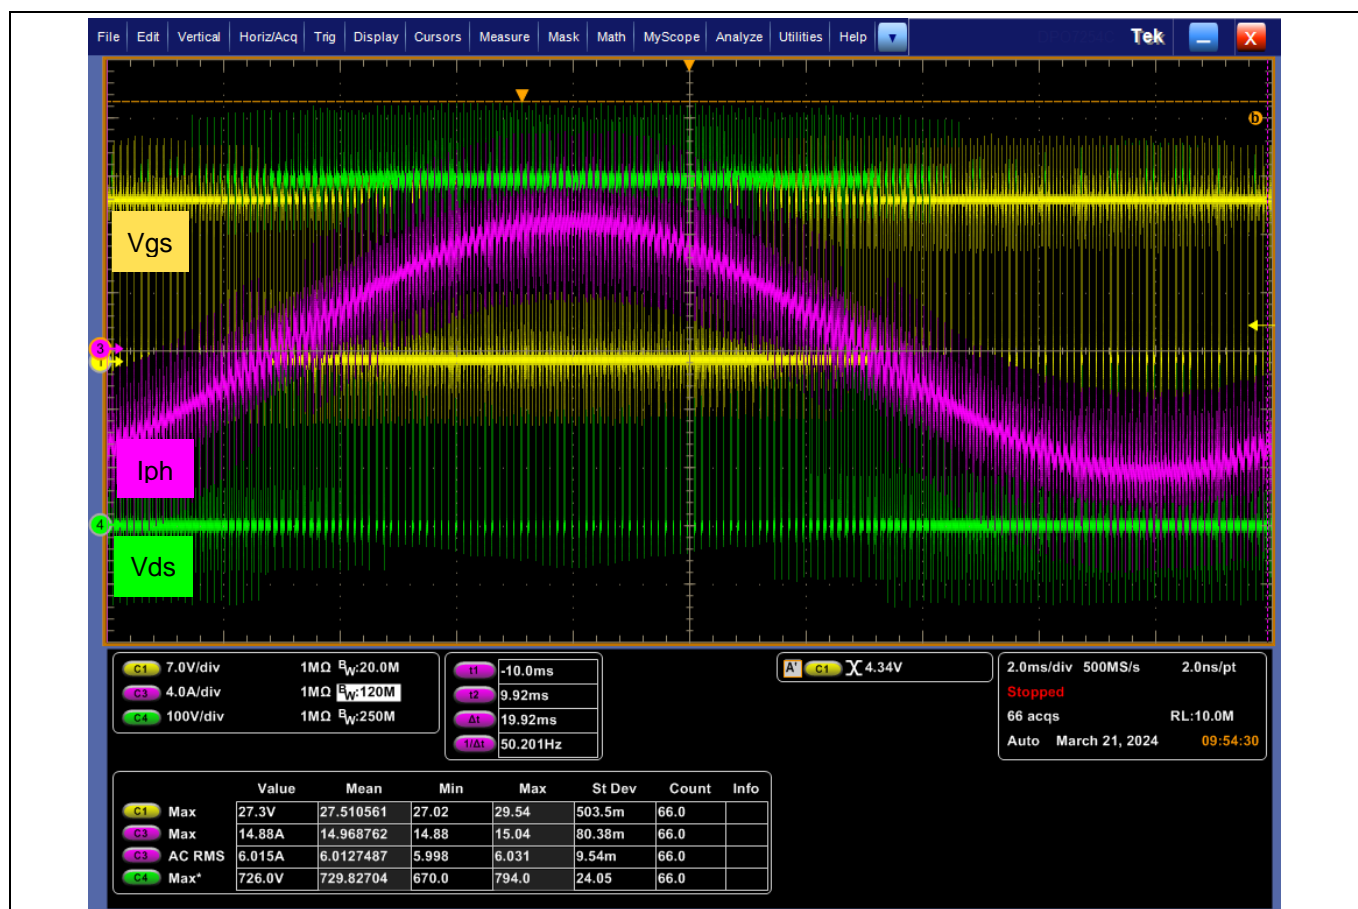 File Edit Vertical Horiz/Acq Trig Display Cursors Measure Mask Math MyScope Analyze Utilities Help Tek X
b
Vgs
3
Iph
4
Vds
C1 7.0V/div 1MΩ BW:20.0M
C3 4.0A/div 1MΩ BW:120M
C4 100V/div 1MΩ BW:250M
t1 -10.0ms
t2 9.92ms
Δt 19.92ms
1/Δt 50.201Hz
A' C1 4.34V
2.0ms/div 500MS/s 2.0ns/pt
Stopped
66 acqs RL:10.0M
Auto March 21, 2024 09:54:30
Value Mean Min Max St Dev Count Info
C1 Max 27.3V 27.510561 27.02 29.54 503.5m 66.0
C3 Max 14.88A 14.968762 14.88 15.04 80.38m 66.0
C3 AC RMS 6.015A 6.0127487 5.998 6.031 9.54m 66.0
C4 Max* 726.0V 729.82704 670.0 794.0 24.05 66.0